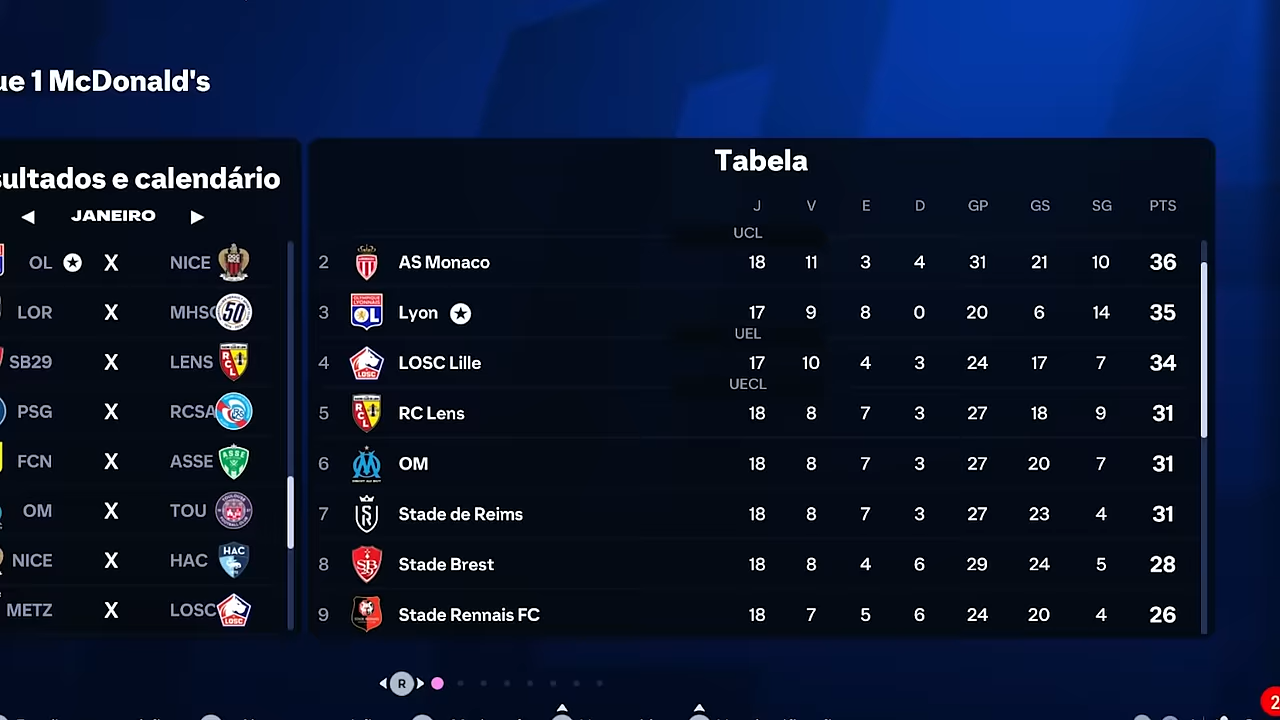 ue 1 McDonald's
sultados e calendário
JANEIRO
OL X NICE
LOR X MHSC
SB29 X LENS
PSG X RCSA
FCN X ASSE
OM X TOU
NICE X HAC
METZ X LOSC
Tabela
J V E D GP GS SG PTS
UCL
2 AS Monaco 18 11 3 4 31 21 10 36
3 Lyon 17 9 8 0 20 6 14 35
UEL
4 LOSC Lille 17 10 4 3 24 17 7 34
UECL
5 RC Lens 18 8 7 3 27 18 9 31
6 OM 18 8 7 3 27 20 7 31
7 Stade de Reims 18 8 7 3 27 23 4 31
8 Stade Brest 18 8 4 6 29 24 5 28
9 Stade Rennais FC 18 7 5 6 24 20 4 26
R
2